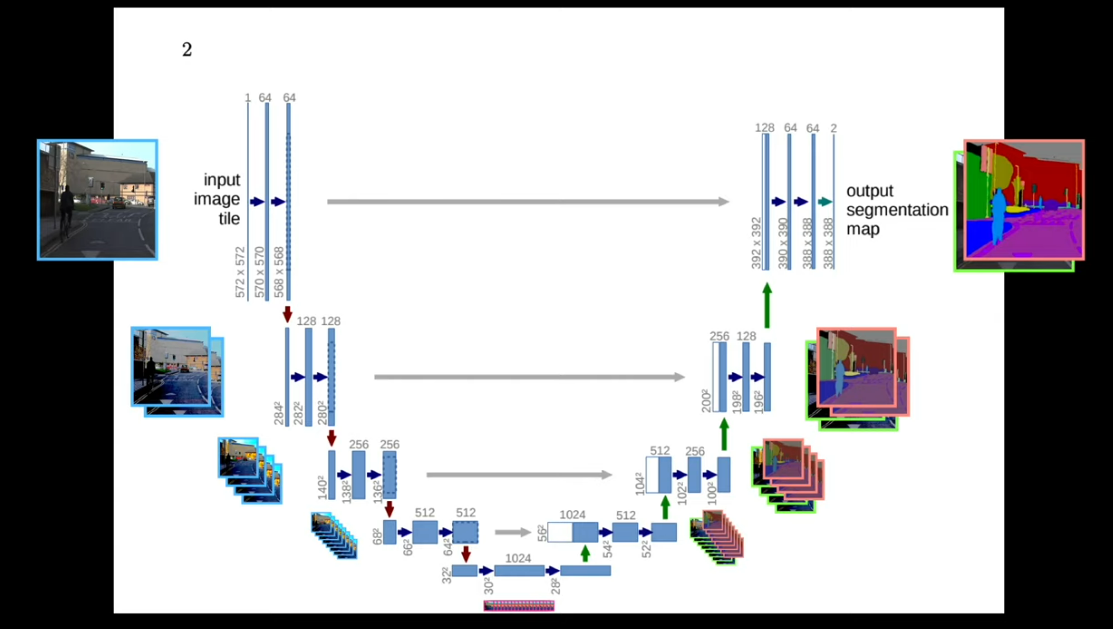 2
1 64 64
input
image
tile
572 x 572
570 x 570
568 x 568
128 64 64 2
392 x 392
390 x 390
388 x 388
388 x 388
output
segmentation
map
128 128
284²
282²
280²
256 128
200²
198²
196²
256 256
140²
138²
136²
512 256
104²
102²
100²
512 512
68²
66²
64²
1024 512
56²
54²
52²
1024
32²
30²
28²